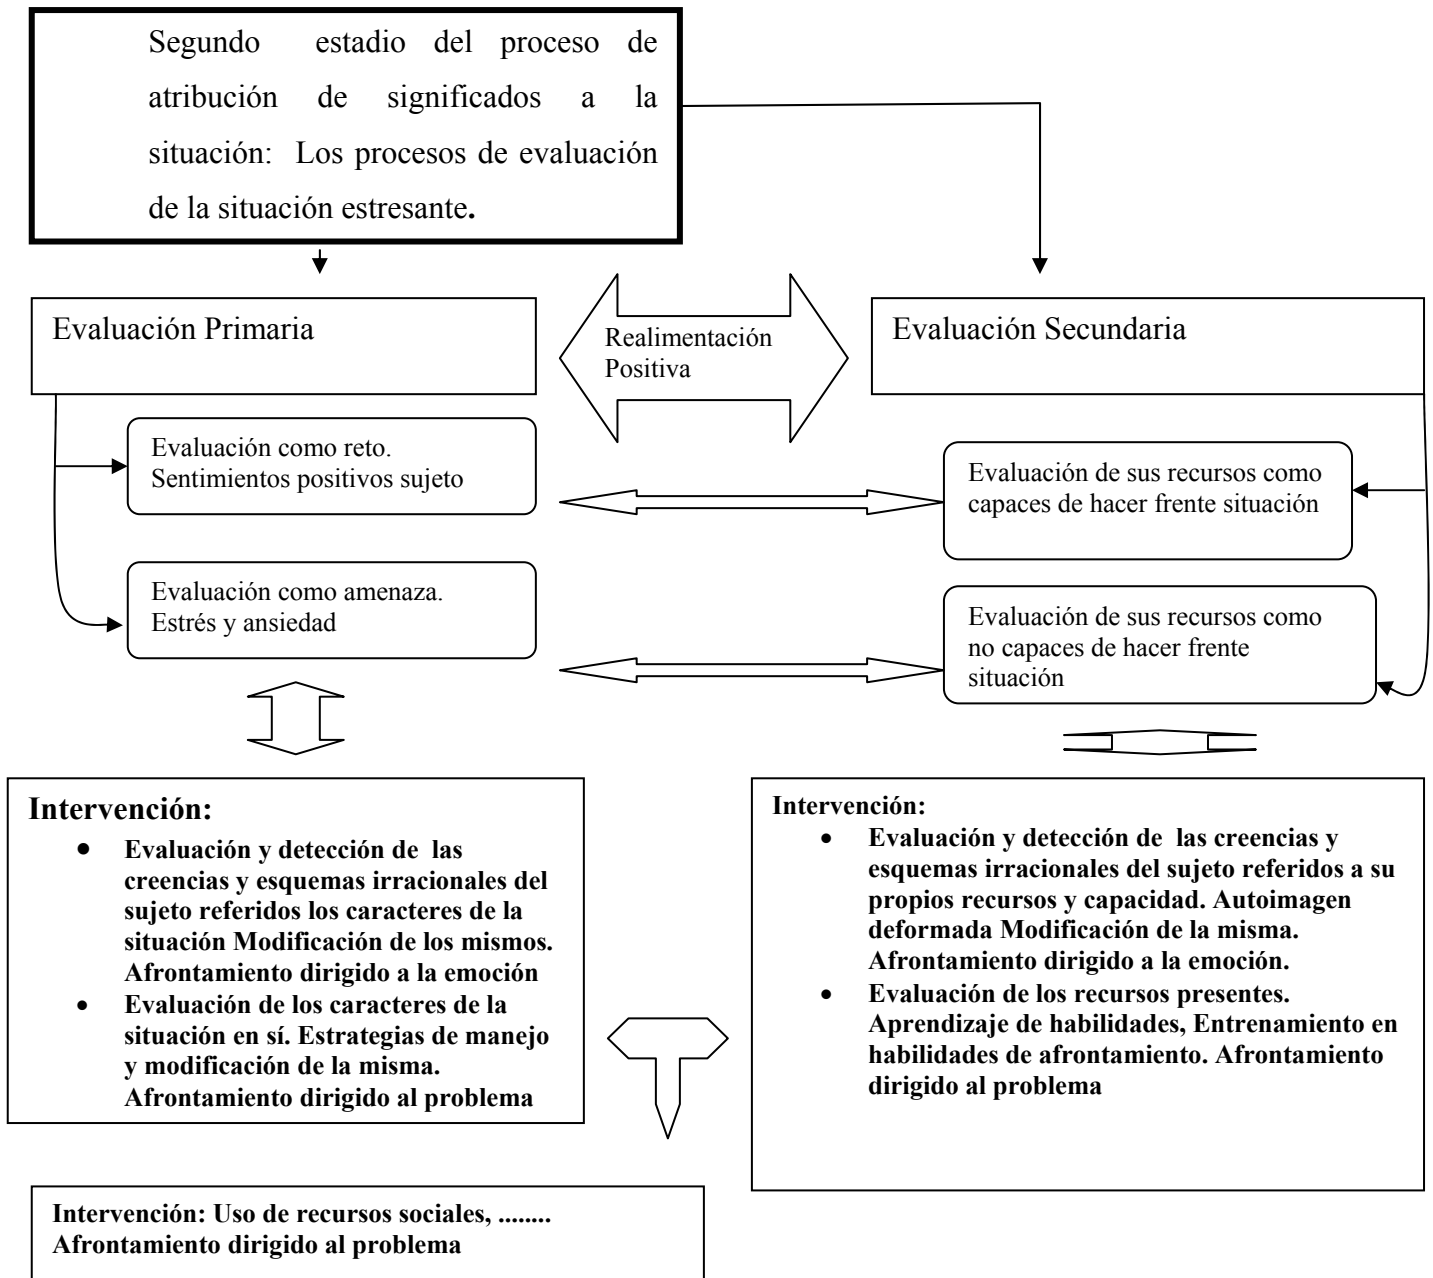 Segundo estadio del proceso de
atribución de significados a la
situación: Los procesos de evaluación
de la situación estresante.
Evaluación Primaria
Realimentación
Positiva
Evaluación Secundaria
Evaluación como reto.
Sentimientos positivos sujeto
Evaluación de sus recursos como
capaces de hacer frente situación
Evaluación como amenaza.
Estrés y ansiedad
Evaluación de sus recursos como
no capaces de hacer frente
situación
Intervención:
• Evaluación y detección de las
creencias y esquemas irracionales del
sujeto referidos los caracteres de la
situación Modificación de los mismos.
Afrontamiento dirigido a la emoción
• Evaluación de los caracteres de la
situación en sí. Estrategias de manejo
y modificación de la misma.
Afrontamiento dirigido al problema
Intervención:
• Evaluación y detección de las creencias y
esquemas irracionales del sujeto referidos a su
propios recursos y capacidad. Autoimagen
deformada Modificación de la misma.
Afrontamiento dirigido a la emoción.
• Evaluación de los recursos presentes.
Aprendizaje de habilidades, Entrenamiento en
habilidades de afrontamiento. Afrontamiento
dirigido al problema
Intervención: Uso de recursos sociales, ........
Afrontamiento dirigido al problema